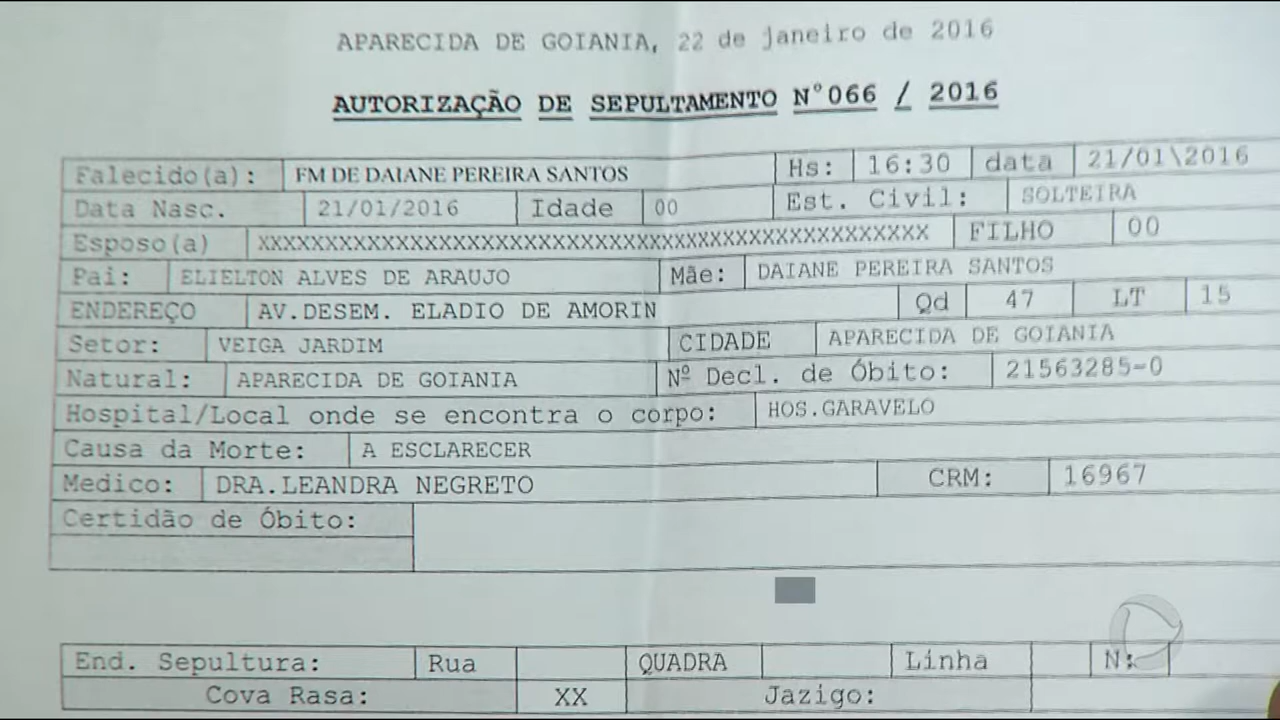 APARECIDA DE GOIANIA, 22 de janeiro de 2016
AUTORIZAÇÃO DE SEPULTAMENTO N°066 / 2016
Falecido(a): FM DE DAIANE PEREIRA SANTOS Hs: 16:30 data 21/01\2016
Data Nasc. 21/01/2016 Idade 00 Est. Civil: SOLTEIRA
Esposo(a) XXXXXXXXXXXXXXXXXXXXXXXXXXXXXXXXXXXXXXXXXXXXXXXXXXX FILHO 00
Pai: ELIELTON ALVES DE ARAUJO Mãe: DAIANE PEREIRA SANTOS
ENDEREÇO AV.DESEM. ELADIO DE AMORIN Qd 47 LT 15
Setor: VEIGA JARDIM CIDADE APARECIDA DE GOIANIA
Natural: APARECIDA DE GOIANIA Nº Decl. de Óbito: 21563285-0
Hospital/Local onde se encontra o corpo: HOS.GARAVELO
Causa da Morte: A ESCLARECER
Medico: DRA.LEANDRA NEGRETO CRM: 16967
Certidão de Óbito:
End. Sepultura: Rua QUADRA Linha N:
Cova Rasa: XX Jazigo: